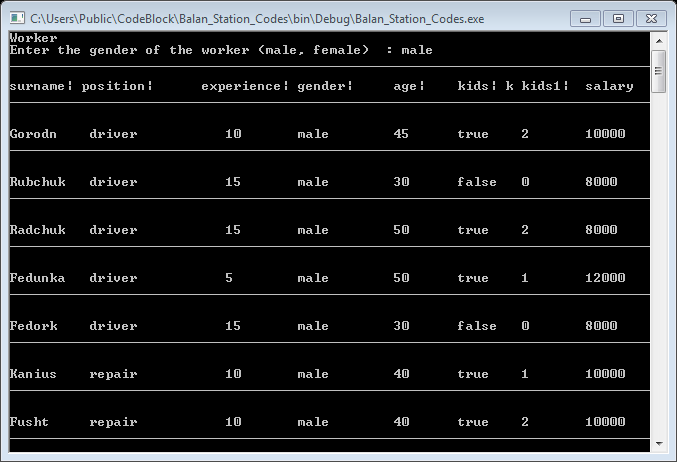 C:\Users\Public\CodeBlock\Balan_Station_Codes\bin\Debug\Balan_Station_Codes.exe
Worker
Enter the gender of the worker (male, female)  : male
surname¦ position¦ experience¦ gender¦ age¦ kids¦ k kids1¦ salary
Gorodn driver 10 male 45 true 2 10000
Rubchuk driver 15 male 30 false 0 8000
Radchuk driver 15 male 50 true 2 8000
Fedunka driver 5 male 50 true 1 12000
Fedork driver 15 male 30 false 0 8000
Kanius repair 10 male 40 true 1 10000
Fusht repair 10 male 40 true 2 10000